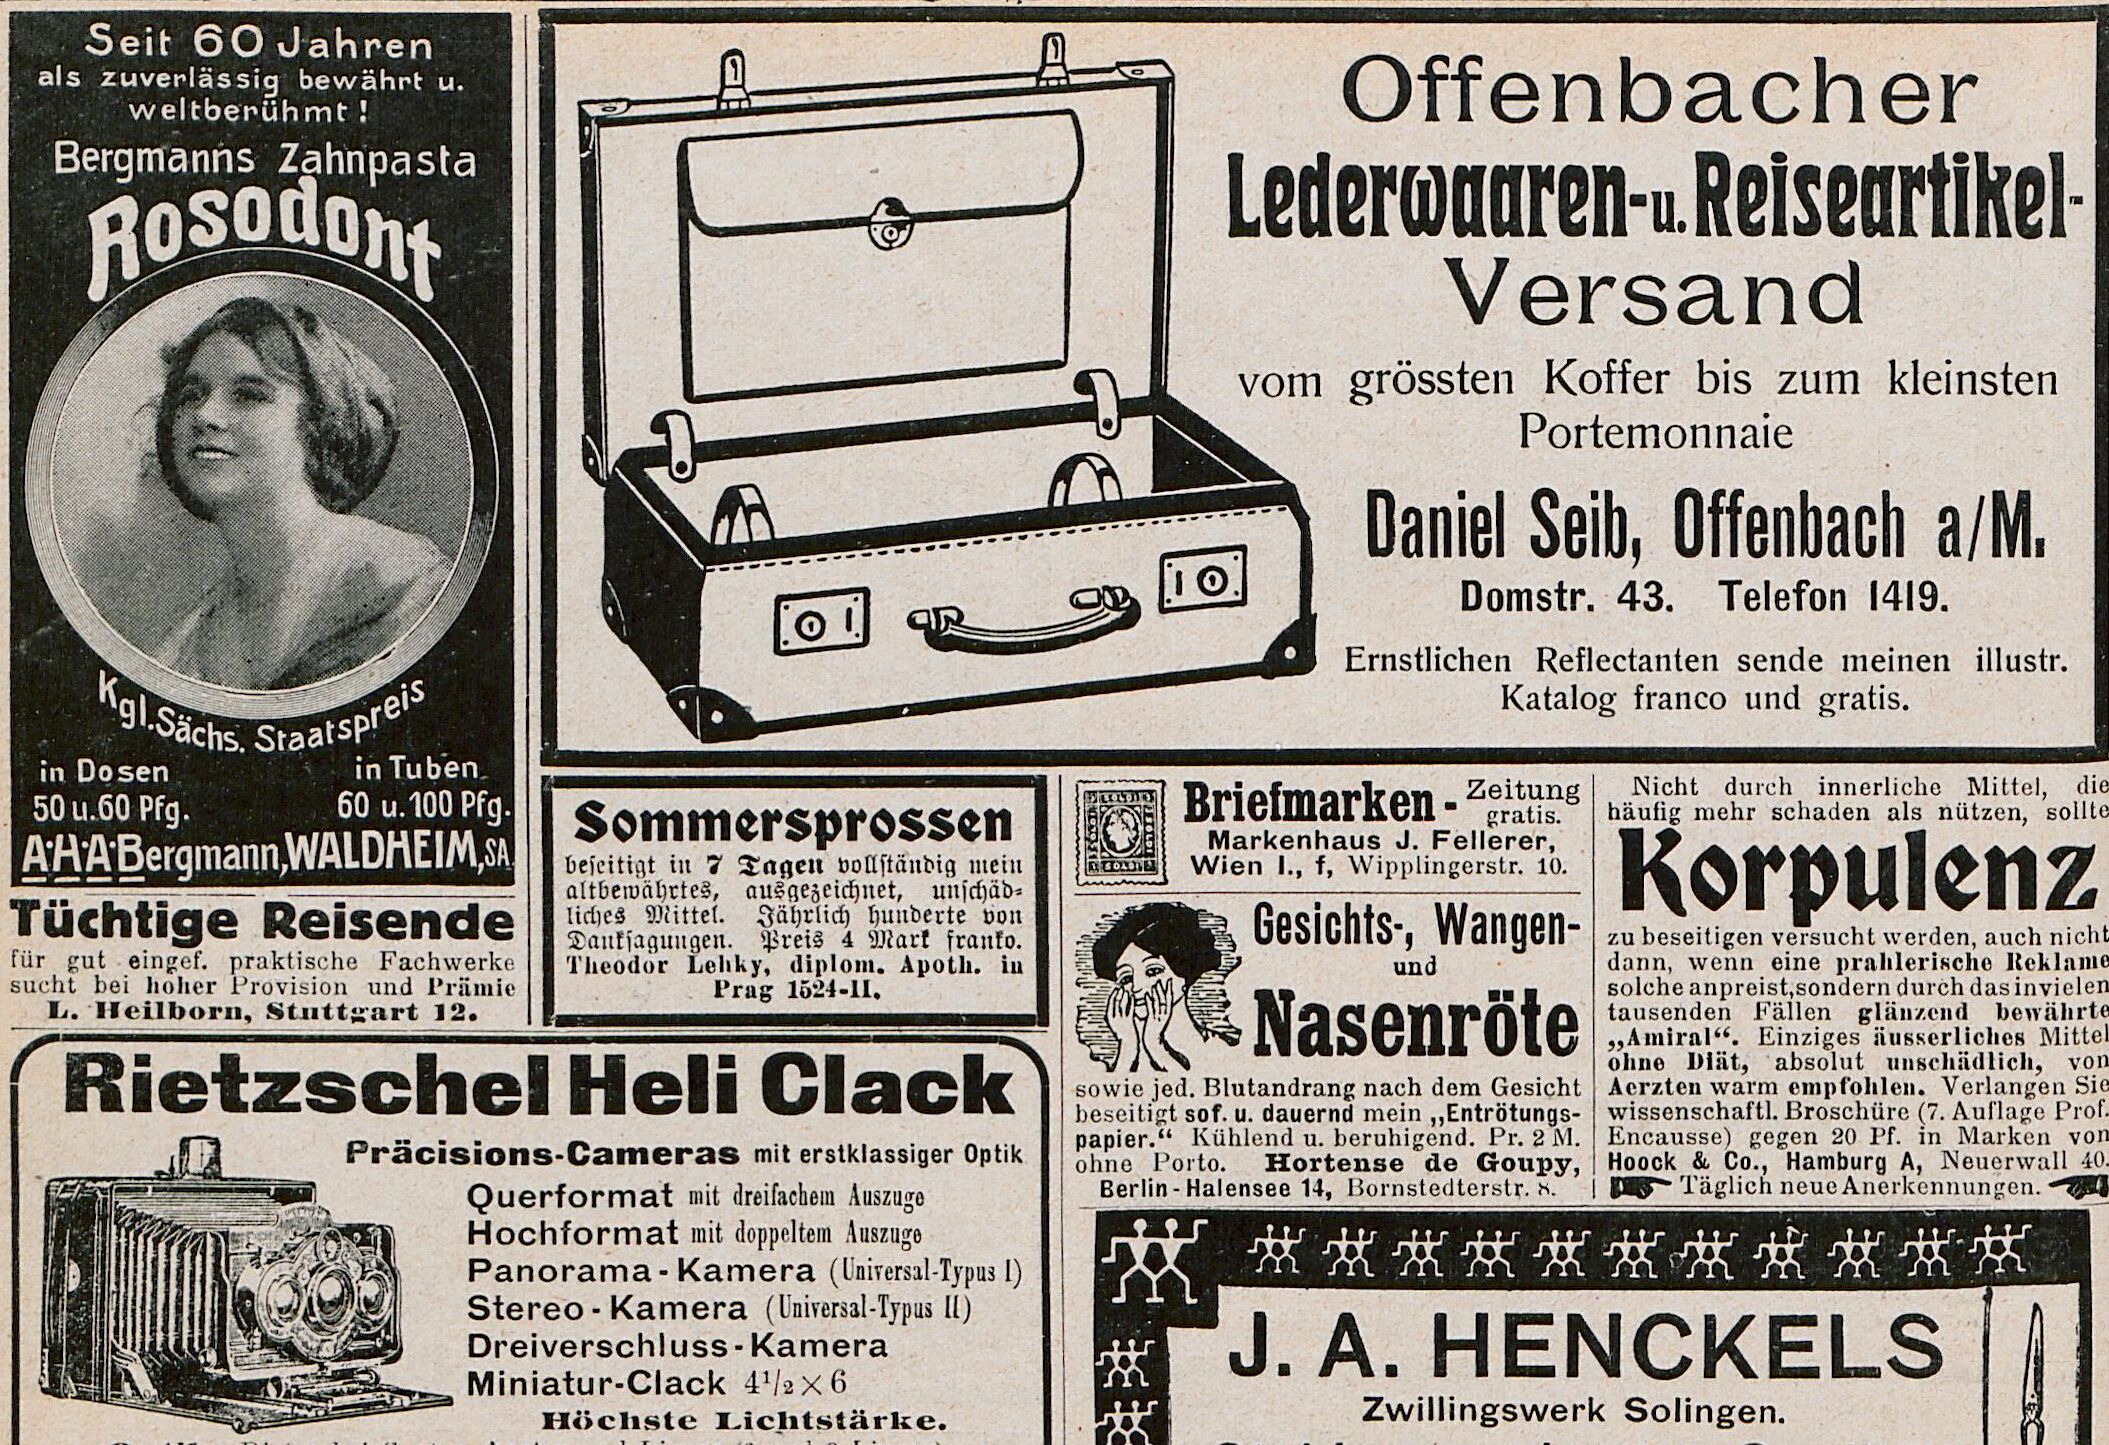 Seit 60 Jahren
als zuverlässig bewährt u.
weltberühmt!
Bergmanns Zahnpasta
Rosodont
Kgl. Sächs. Staatspreis
in Dosen
50 u. 60 Pfg.
in Tuben
60 u. 100 Pfg.
A·H·A·Bergmann, WALDHEIM, SA.
Tüchtige Reisende
für gut eingef. praktische Fachwerke
sucht bei hoher Provision und Prämie
L. Heilborn, Stuttgart 12.
Offenbacher
Lederwaaren- u. Reiseartikel-
Versand
vom grössten Koffer bis zum kleinsten
Portemonnaie
Daniel Seib, Offenbach a/M.
Domstr. 43. Telefon 1419.
Ernstlichen Reflectanten sende meinen illustr.
Katalog franco und gratis.
Sommersprossen
beseitigt in 7 Tagen vollständig mein
altbewährtes, ausgezeichnet, unschäd-
liches Mittel. Jährlich hunderte von
Danksagungen. Preis 4 Mark franko.
Theodor Lehky, diplom. Apoth. in
Prag 1524-II.
Briefmarken- Zeitung
gratis.
Markenhaus J. Fellerer,
Wien I., f, Wipplingerstr. 10.
Gesichts-, Wangen-
und
Nasenröte
sowie jed. Blutandrang nach dem Gesicht
beseitigt sof. u. dauernd mein „Entrötungs-
papier.“ Kühlend u. beruhigend. Pr. 2 M.
ohne Porto. Hortense de Goupy,
Berlin-Halensee 14, Bornstedterstr. 8.
Nicht durch innerliche Mittel, die
häufig mehr schaden als nützen, sollte
Korpulenz
zu beseitigen versucht werden, auch nicht
dann, wenn eine prahlerische Reklame
solche anpreist, sondern durch das in vielen
tausenden Fällen glänzend bewährte
„Amiral“. Einziges äusserliches Mittel
ohne Diät, absolut unschädlich, von
Aerzten warm empfohlen. Verlangen Sie
wissenschaftl. Broschüre (7. Auflage Prof.
Encausse) gegen 20 Pf. in Marken von
Hoock & Co., Hamburg A, Neuerwall 40.
Täglich neue Anerkennungen.
Rietzschel Heli Clack
Präcisions-Cameras mit erstklassiger Optik
Querformat mit dreifachem Auszuge
Hochformat mit doppeltem Auszuge
Panorama-Kamera (Universal-Typus I)
Stereo-Kamera (Universal-Typus II)
Dreiverschluss-Kamera
Miniatur-Clack 4½×6
Höchste Lichtstärke.
J. A. HENCKELS
Zwillingswerk Solingen.